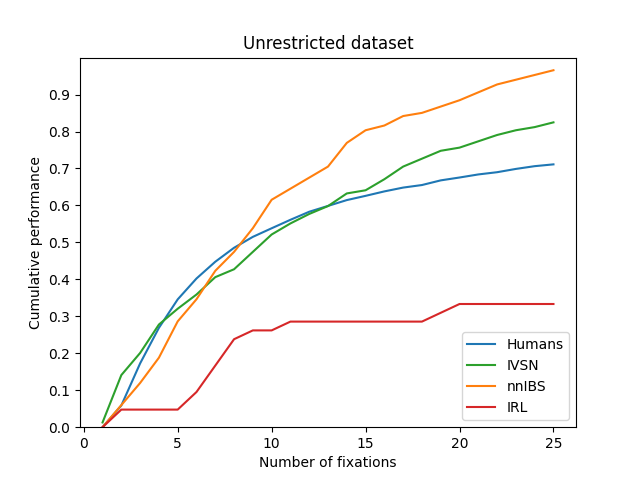 Unrestricted dataset
Cumulative performance
0.9
0.8
0.7
0.6
0.5
0.4
0.3
0.2
0.1
0.0
0 5 10 15 20 25
Number of fixations
Humans
IVSN
nnIBS
IRL